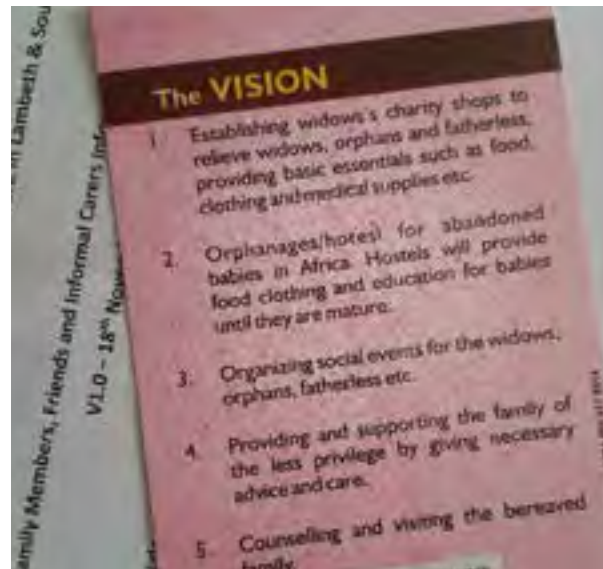 The VISION
1. Establishing widows's charity shops to
relieve widows, orphans and fatherless,
providing basic essentials such as food,
clothing and medical supplies etc.
2. Orphanages/hotesl for abandoned
babies in Africa. Hostels will provide
food clothing and education for babies
until they are mature.
3. Organizing social events for the widows,
orphans, fatherless etc.
4. Providing and supporting the family of
the less privilege by giving necessary
advice and care.
5. Counselling and visiting the bereaved
family.
in Lambeth & Sou
amily Members, Friends and Informal Carers Inf
V1.0 – 18th Nove